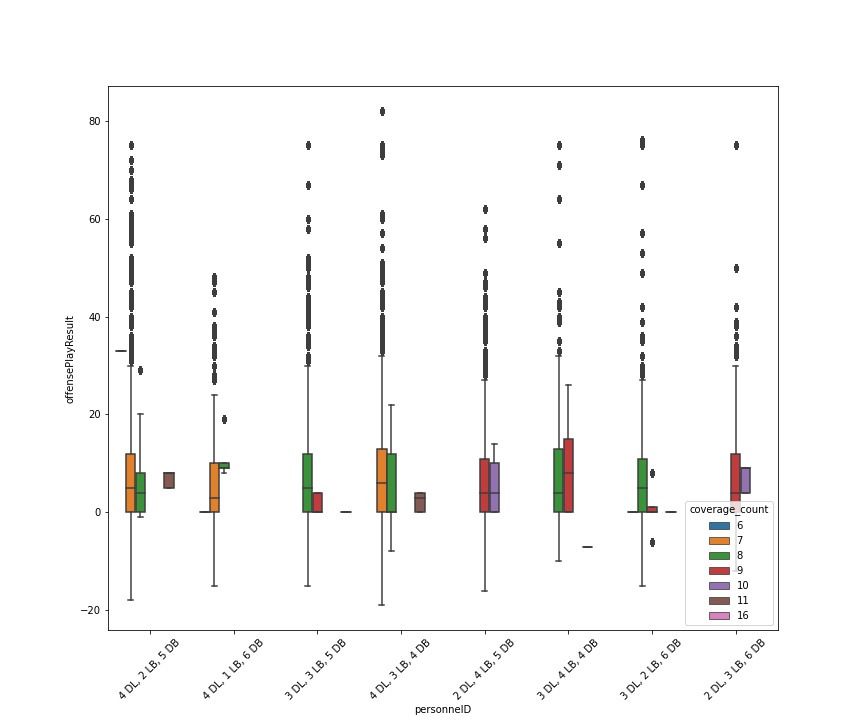 80
60
40
20
0
−20
offensePlayResult
coverage_count
6
7
8
9
10
11
16
4 DL, 2 LB, 5 DB
4 DL, 1 LB, 6 DB
3 DL, 3 LB, 5 DB
4 DL, 3 LB, 4 DB
2 DL, 4 LB, 5 DB
3 DL, 4 LB, 4 DB
3 DL, 2 LB, 6 DB
2 DL, 3 LB, 6 DB
personnelD